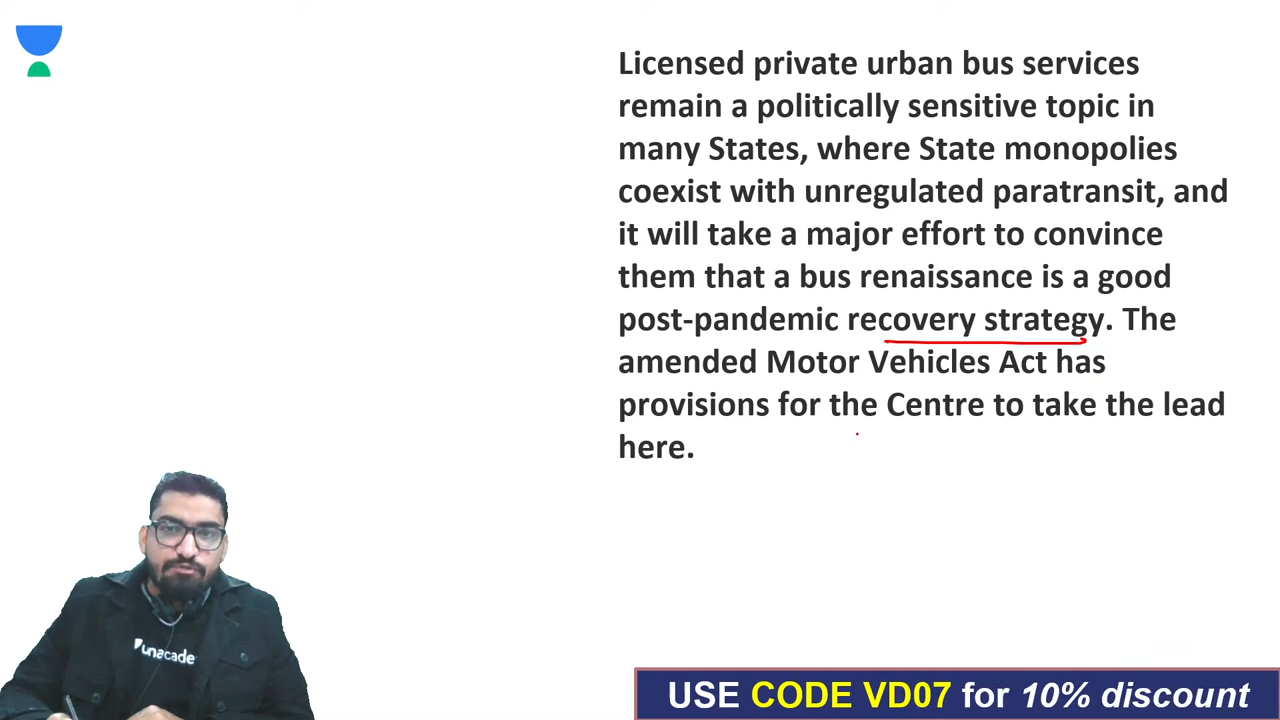 Licensed private urban bus services
remain a politically sensitive topic in
many States, where State monopolies
coexist with unregulated paratransit, and
it will take a major effort to convince
them that a bus renaissance is a good
post-pandemic recovery strategy. The
amended Motor Vehicles Act has
provisions for the Centre to take the lead
here.
unacade
USE CODE VD07 for 10% discount